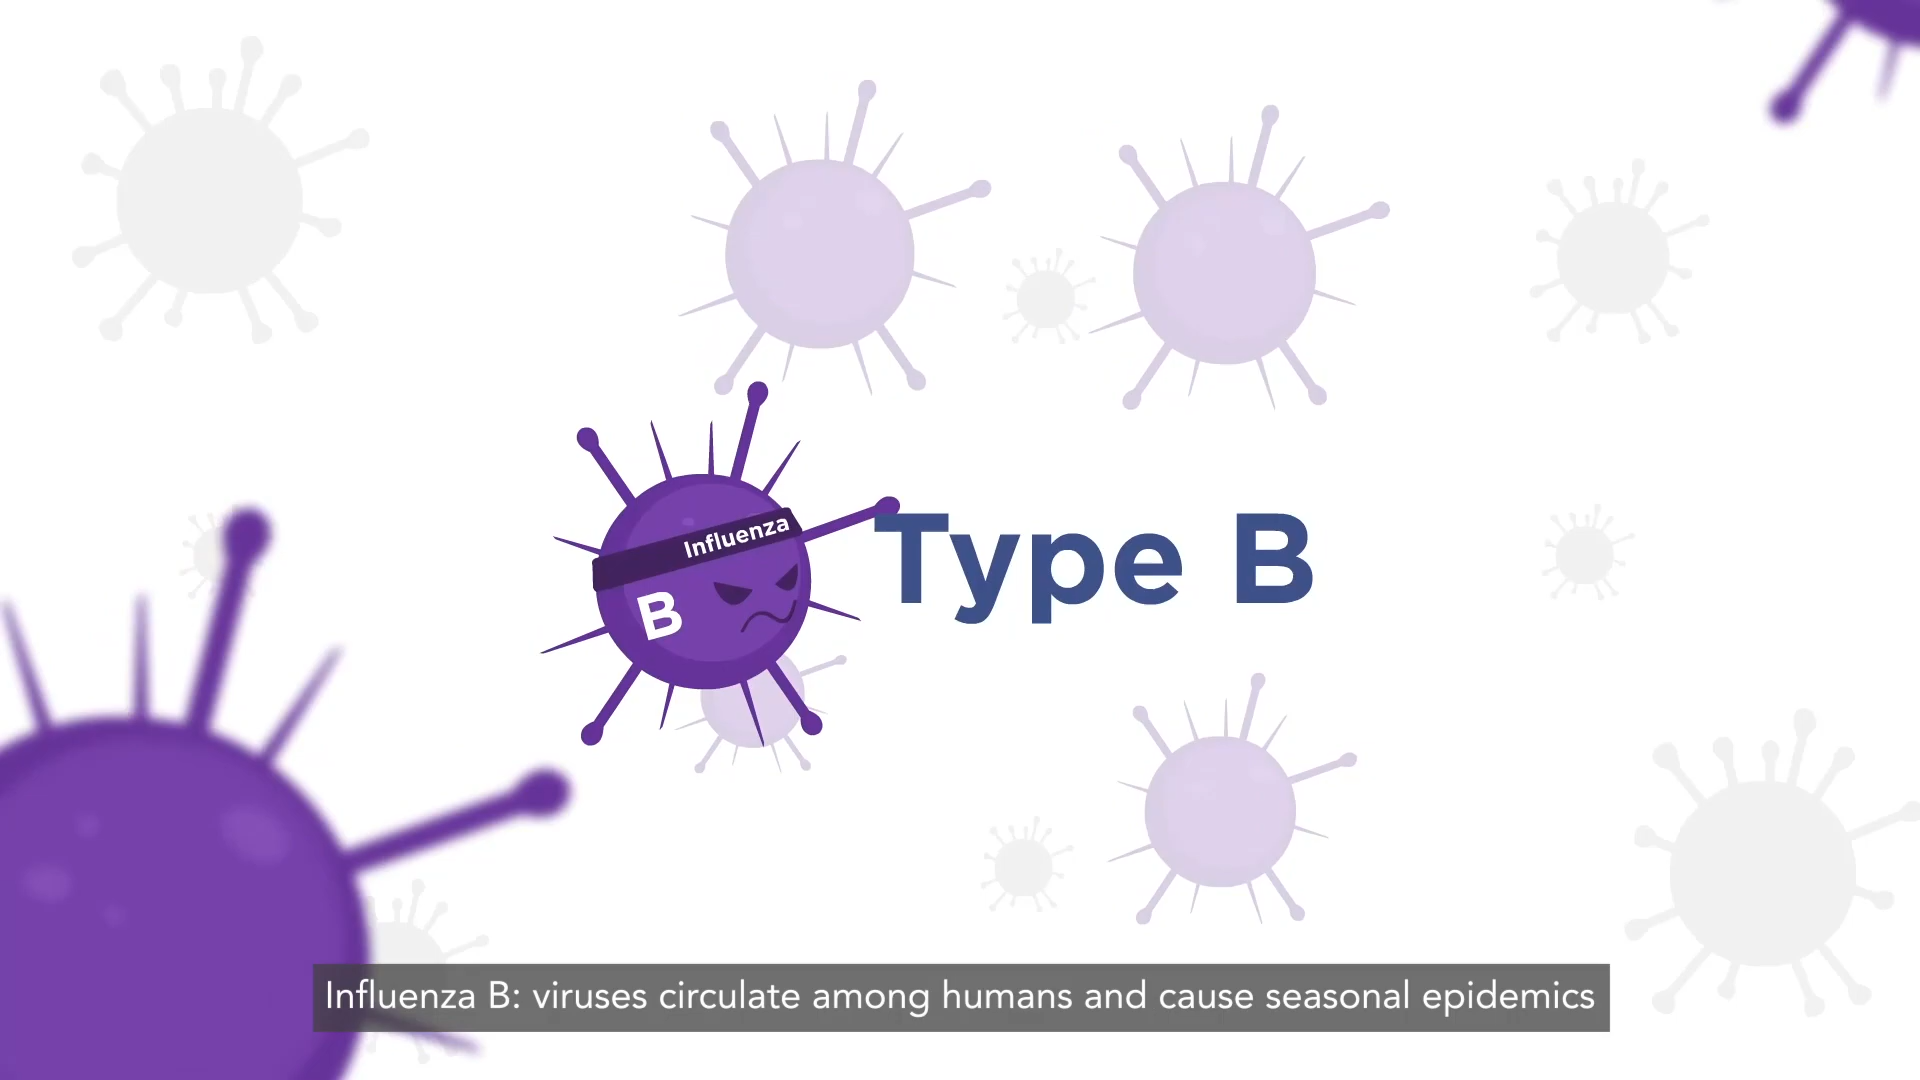 Influenza
B
Type B
Influenza B: viruses circulate among humans and cause seasonal epidemics